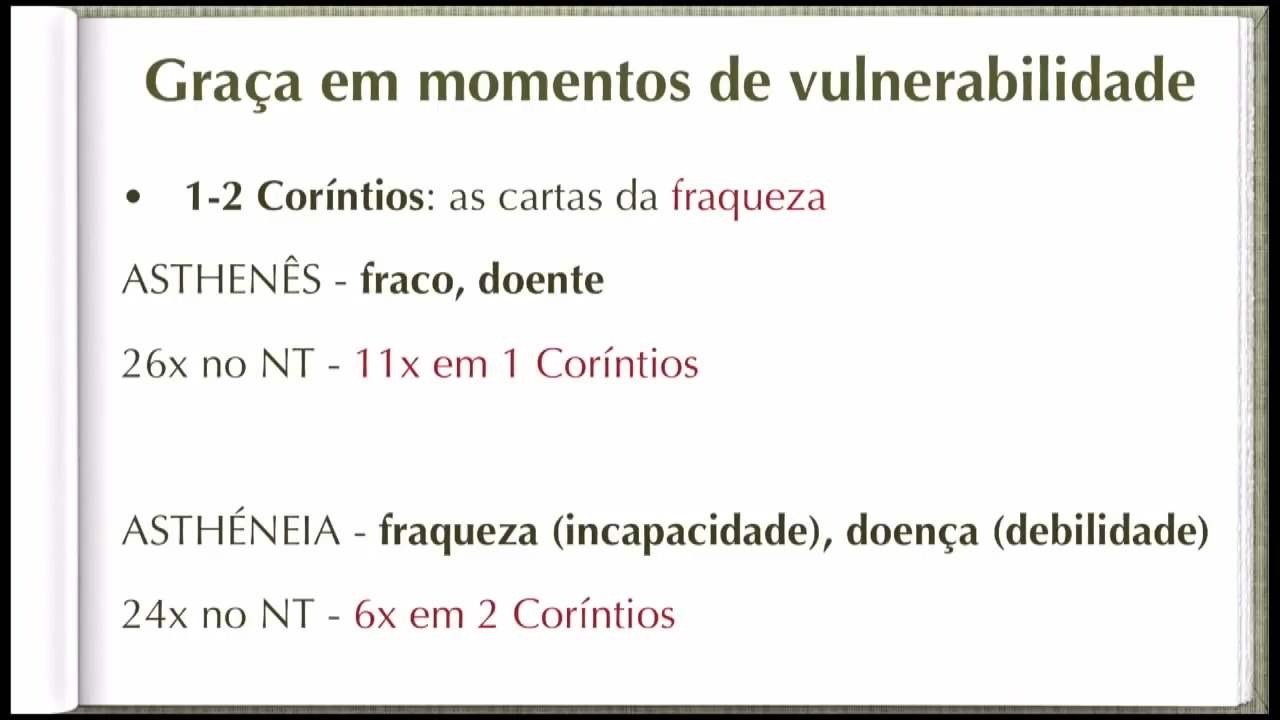 Graça em momentos de vulnerabilidade
• 1-2 Coríntios: as cartas da fraqueza
ASTHENÊS - fraco, doente
26x no NT - 11x em 1 Coríntios
ASTHÉNEIA - fraqueza (incapacidade), doença (debilidade)
24x no NT - 6x em 2 Coríntios